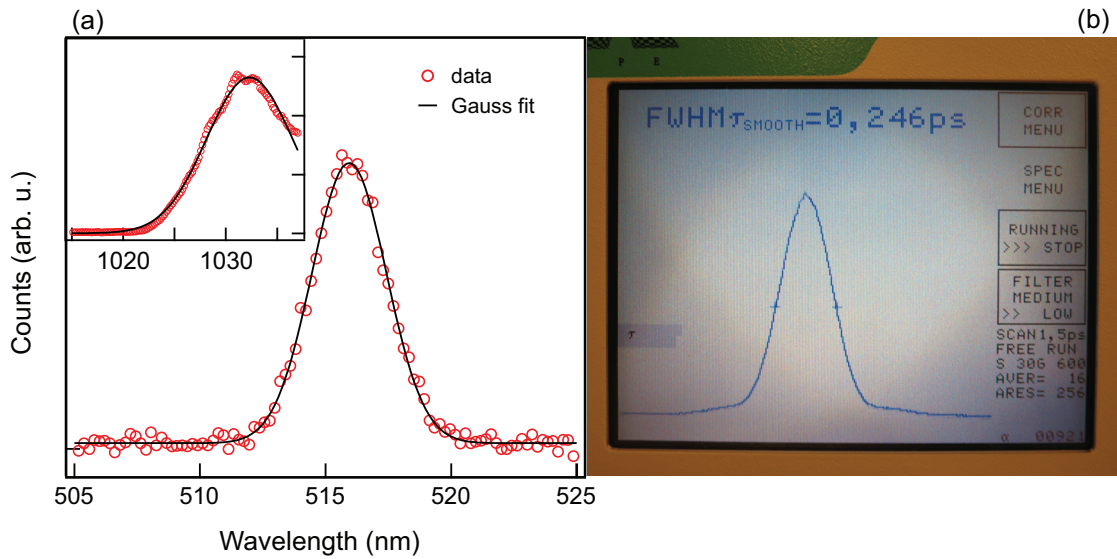 (a)
(b)
data
Gauss fit
1020 1030
Counts (arb. u.)
505 510 515 520 525
Wavelength (nm)
P E
FWHMτSMOOTH=0,246ps
CORR
MENU
SPEC
MENU
RUNNING
>>> STOP
FILTER
MEDIUM
>> LOW
SCAN1,5ps
FREE RUN
S 30G 600
AVER= 16
ARES= 256
τ
α 00921